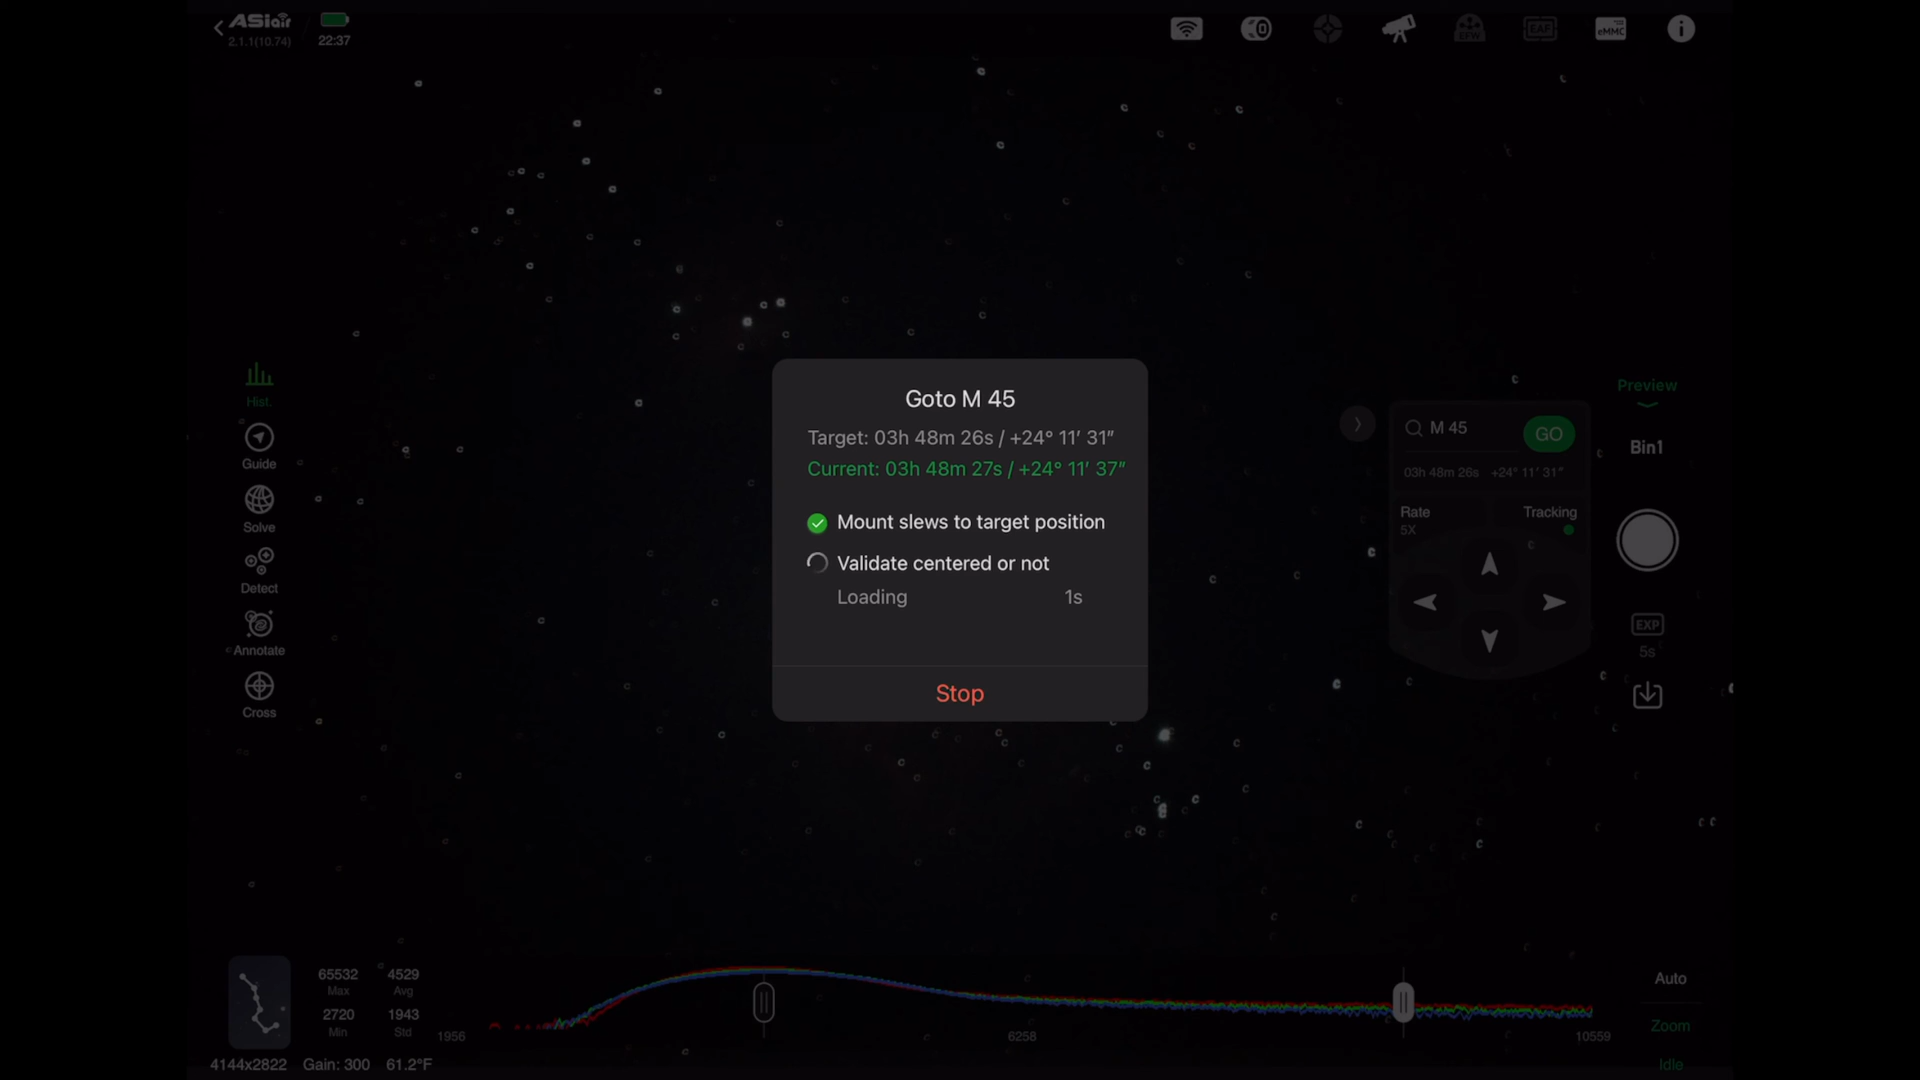 ASIair
2.1.1(10.74)
22:37
EFW
EAF
eMMC
Hist.
Guide
Solve
Detect
Annotate
Cross
Goto M 45
Target: 03h 48m 26s / +24° 11′ 31″
Current: 03h 48m 27s / +24° 11′ 37″
Mount slews to target position
Validate centered or not
Loading 1s
Stop
M 45
GO
03h 48m 26s +24° 11′ 31″
Rate
5X
Tracking
Preview
Bin1
EXP
5s
65532
Max
4529
Avg
2720
Min
1943
Std
1956
6258
10559
Auto
Zoom
Idle
4144x2822 Gain: 300 61.2°F